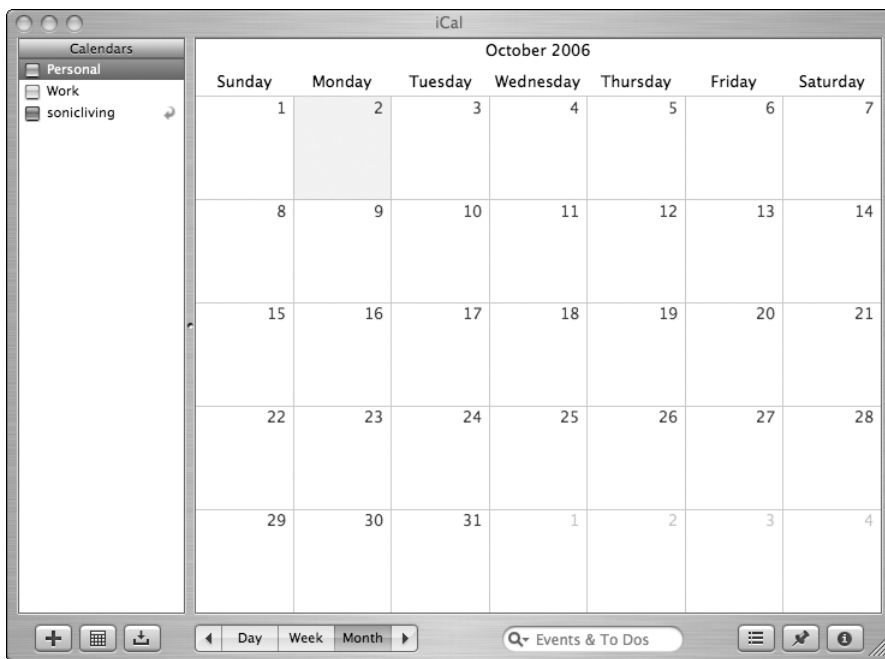 iCal
Calendars
Personal
Work
sonicliving
October 2006
Sunday Monday Tuesday Wednesday Thursday Friday Saturday
1 2 3 4 5 6 7
8 9 10 11 12 13 14
15 16 17 18 19 20 21
22 23 24 25 26 27 28
29 30 31 1 2 3 4
Day Week Month
Events & To Dos